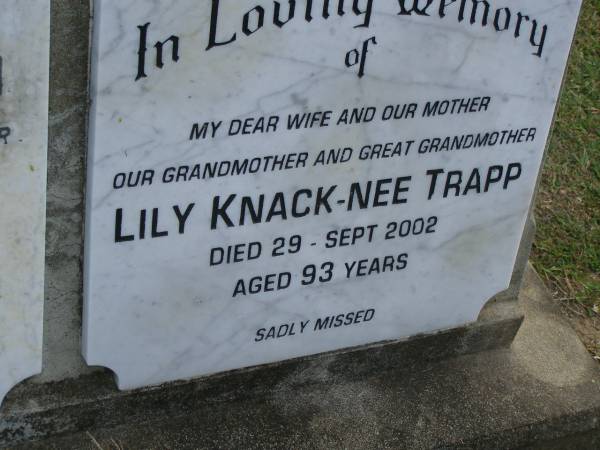 In Loving Memory
of
MY DEAR WIFE AND OUR MOTHER
OUR GRANDMOTHER AND GREAT GRANDMOTHER
LILY KNACK-NEE TRAPP
DIED 29 - SEPT 2002
AGED 93 YEARS
SADLY MISSED